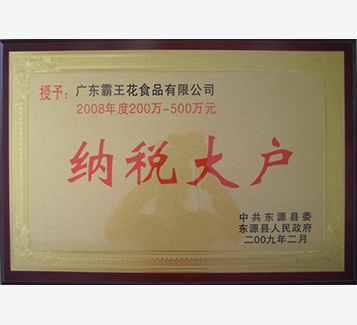 授予：广东霸王花食品有限公司
2008年度200万-500万元
纳税大户
中共东源县委
东源县人民政府
二00九年二月